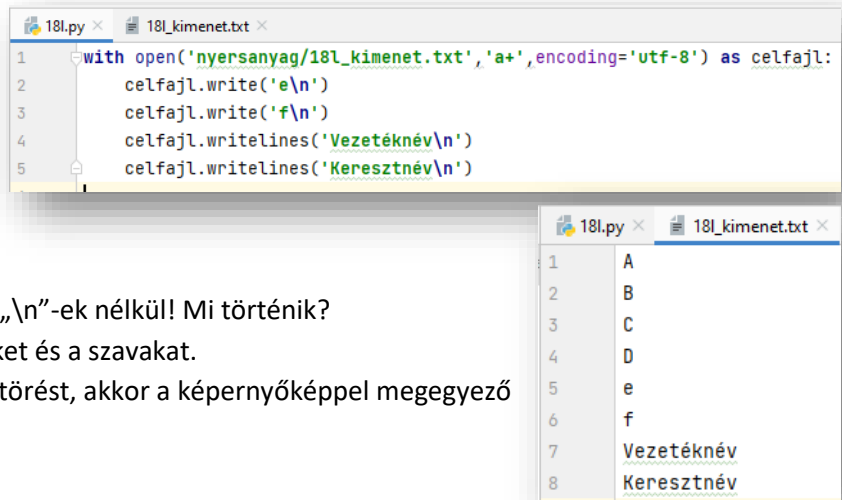 18l.py × 18l_kimenet.txt ×
1 with open('nyersanyag/18l_kimenet.txt','a+',encoding='utf-8') as celfajl:
2 celfajl.write('e\n')
3 celfajl.write('f\n')
4 celfajl.writelines('Vezetéknév\n')
5 celfajl.writelines('Keresztnév\n')
„\n”-ek nélkül! Mi történik?
ket és a szavakat.
törést, akkor a képernyőképpel megegyező
18l.py × 18l_kimenet.txt ×
1 A
2 B
3 C
4 D
5 e
6 f
7 Vezetéknév
8 Keresztnév